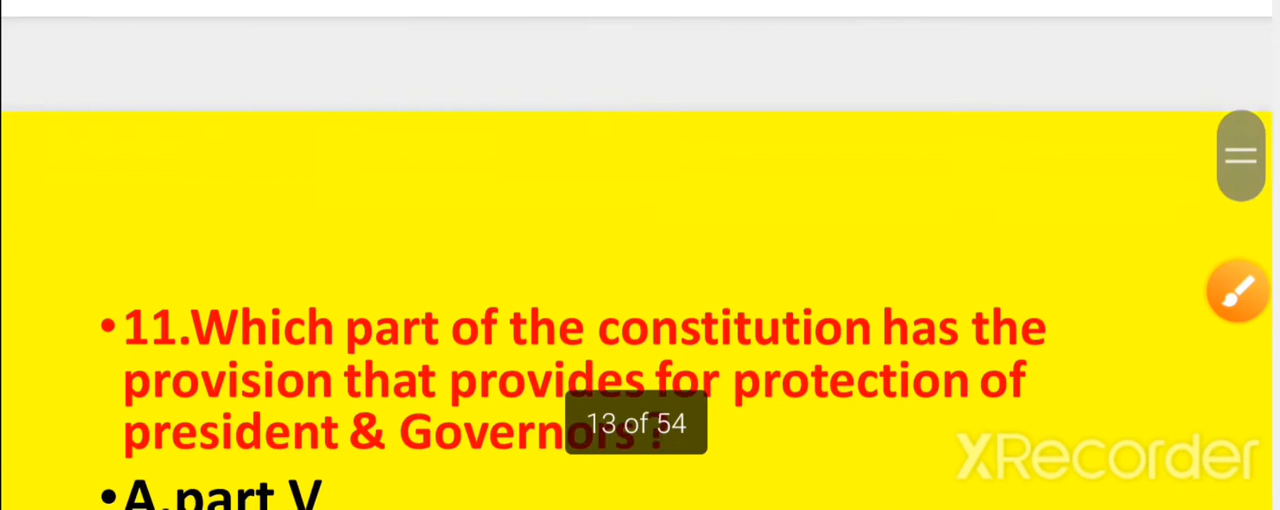 • 11.Which part of the constitution has the
provision that provides for protection of
president & Governors ?
13 of 54
XRecorder
• A.part V